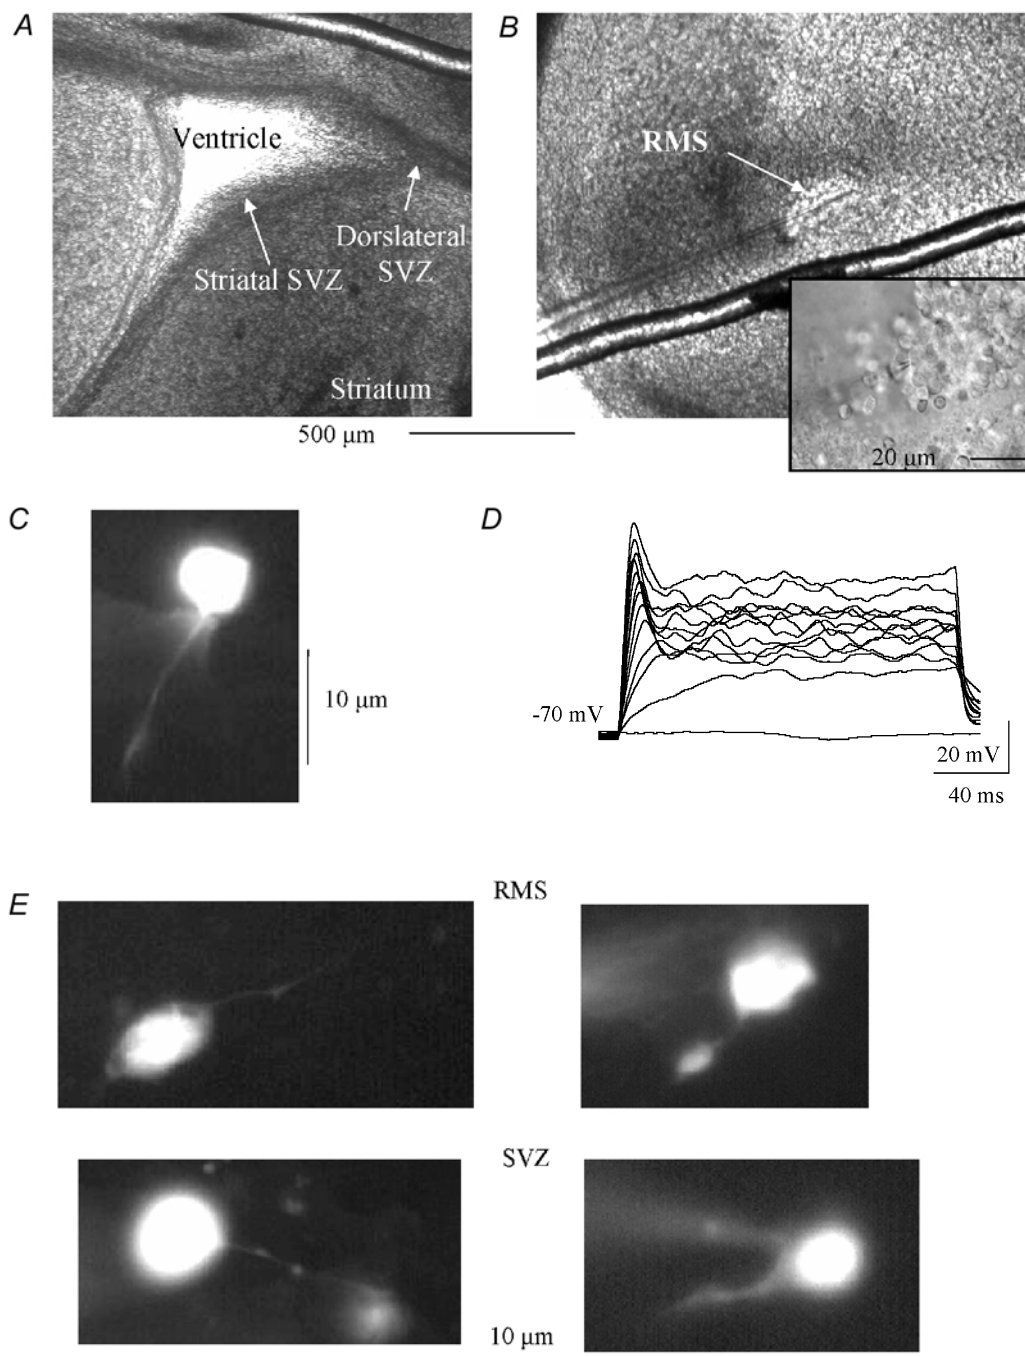 A
B
Ventricle
RMS
Dorslateral
SVZ
Striatal SVZ
Striatum
500 μm
20 μm
C
D
10 μm
-70 mV
20 mV
40 ms
E
RMS
SVZ
10 μm